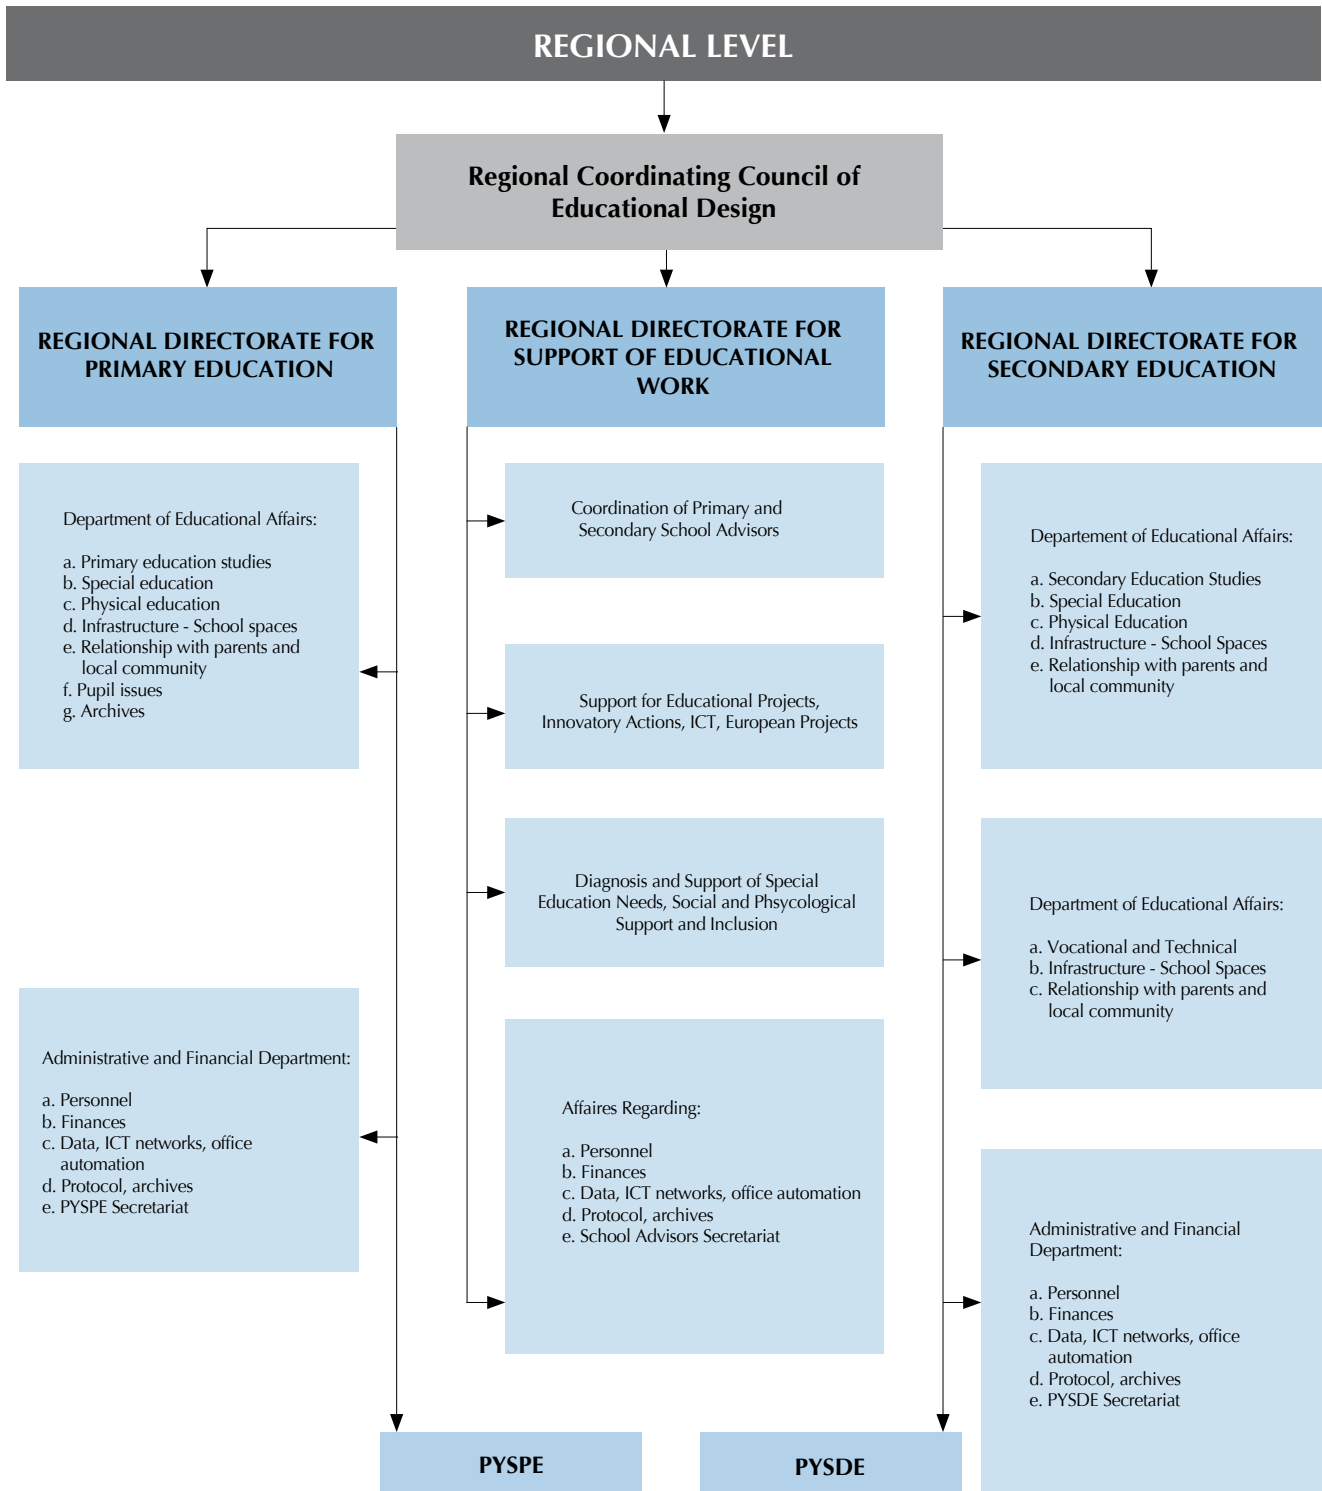 REGIONAL LEVEL
Regional Coordinating Council of
Educational Design
REGIONAL DIRECTORATE FOR
PRIMARY EDUCATION
Department of Educational Affairs:
a. Primary education studies
b. Special education
c. Physical education
d. Infrastructure - School spaces
e. Relationship with parents and
local community
f. Pupil issues
g. Archives
Administrative and Financial Department:
a. Personnel
b. Finances
c. Data, ICT networks, office
automation
d. Protocol, archives
e. PYSPE Secretariat
REGIONAL DIRECTORATE FOR
SUPPORT OF EDUCATIONAL
WORK
Coordination of Primary and
Secondary School Advisors
Support for Educational Projects,
Innovatory Actions, ICT, European Projects
Diagnosis and Support of Special
Education Needs, Social and Phsycological
Support and Inclusion
Affaires Regarding:
a. Personnel
b. Finances
c. Data, ICT networks, office automation
d. Protocol, archives
e. School Advisors Secretariat
REGIONAL DIRECTORATE FOR
SECONDARY EDUCATION
Departement of Educational Affairs:
a. Secondary Education Studies
b. Special Education
c. Physical Education
d. Infrastructure - School Spaces
e. Relationship with parents and
local community
Department of Educational Affairs:
a. Vocational and Technical
b. Infrastructure - School Spaces
c. Relationship with parents and
local community
Administrative and Financial
Department:
a. Personnel
b. Finances
c. Data, ICT networks, office
automation
d. Protocol, archives
e. PYSDE Secretariat
PYSPE
PYSDE